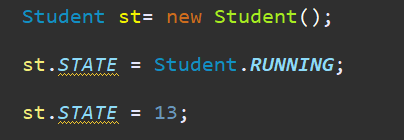 Student st= new Student();
st.STATE = Student.RUNNING;
st.STATE = 13;